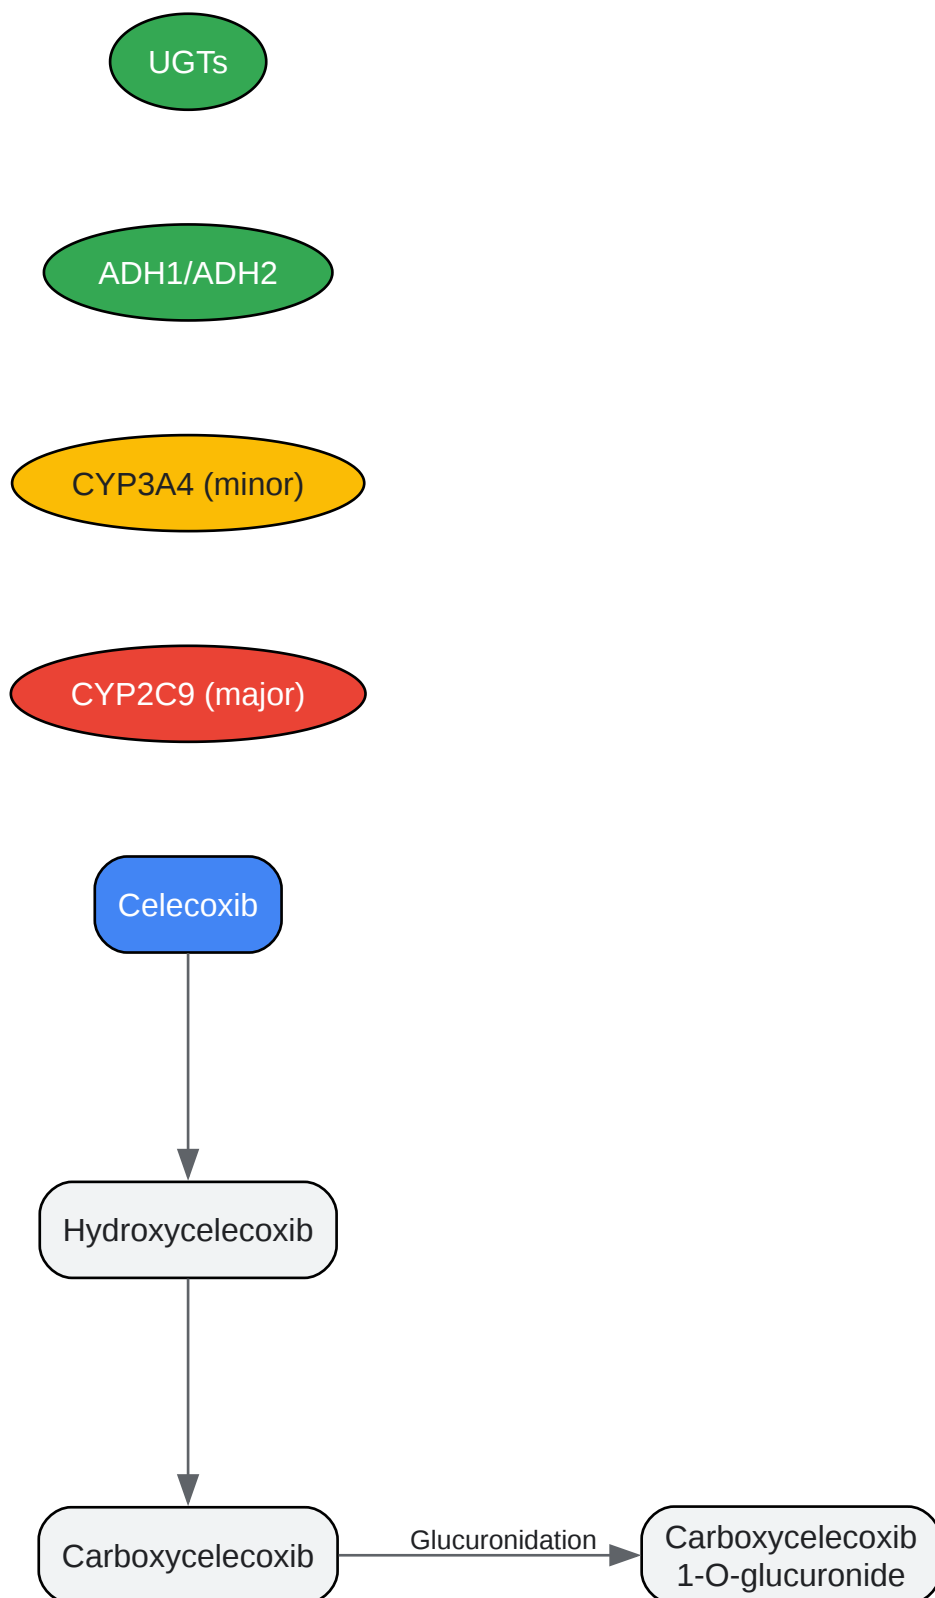 UGTs
ADH1/ADH2
CYP3A4 (minor)
CYP2C9 (major)
Celecoxib
Hydroxycelecoxib
Carboxycelecoxib
Glucuronidation
Carboxycelecoxib
1-O-glucuronide